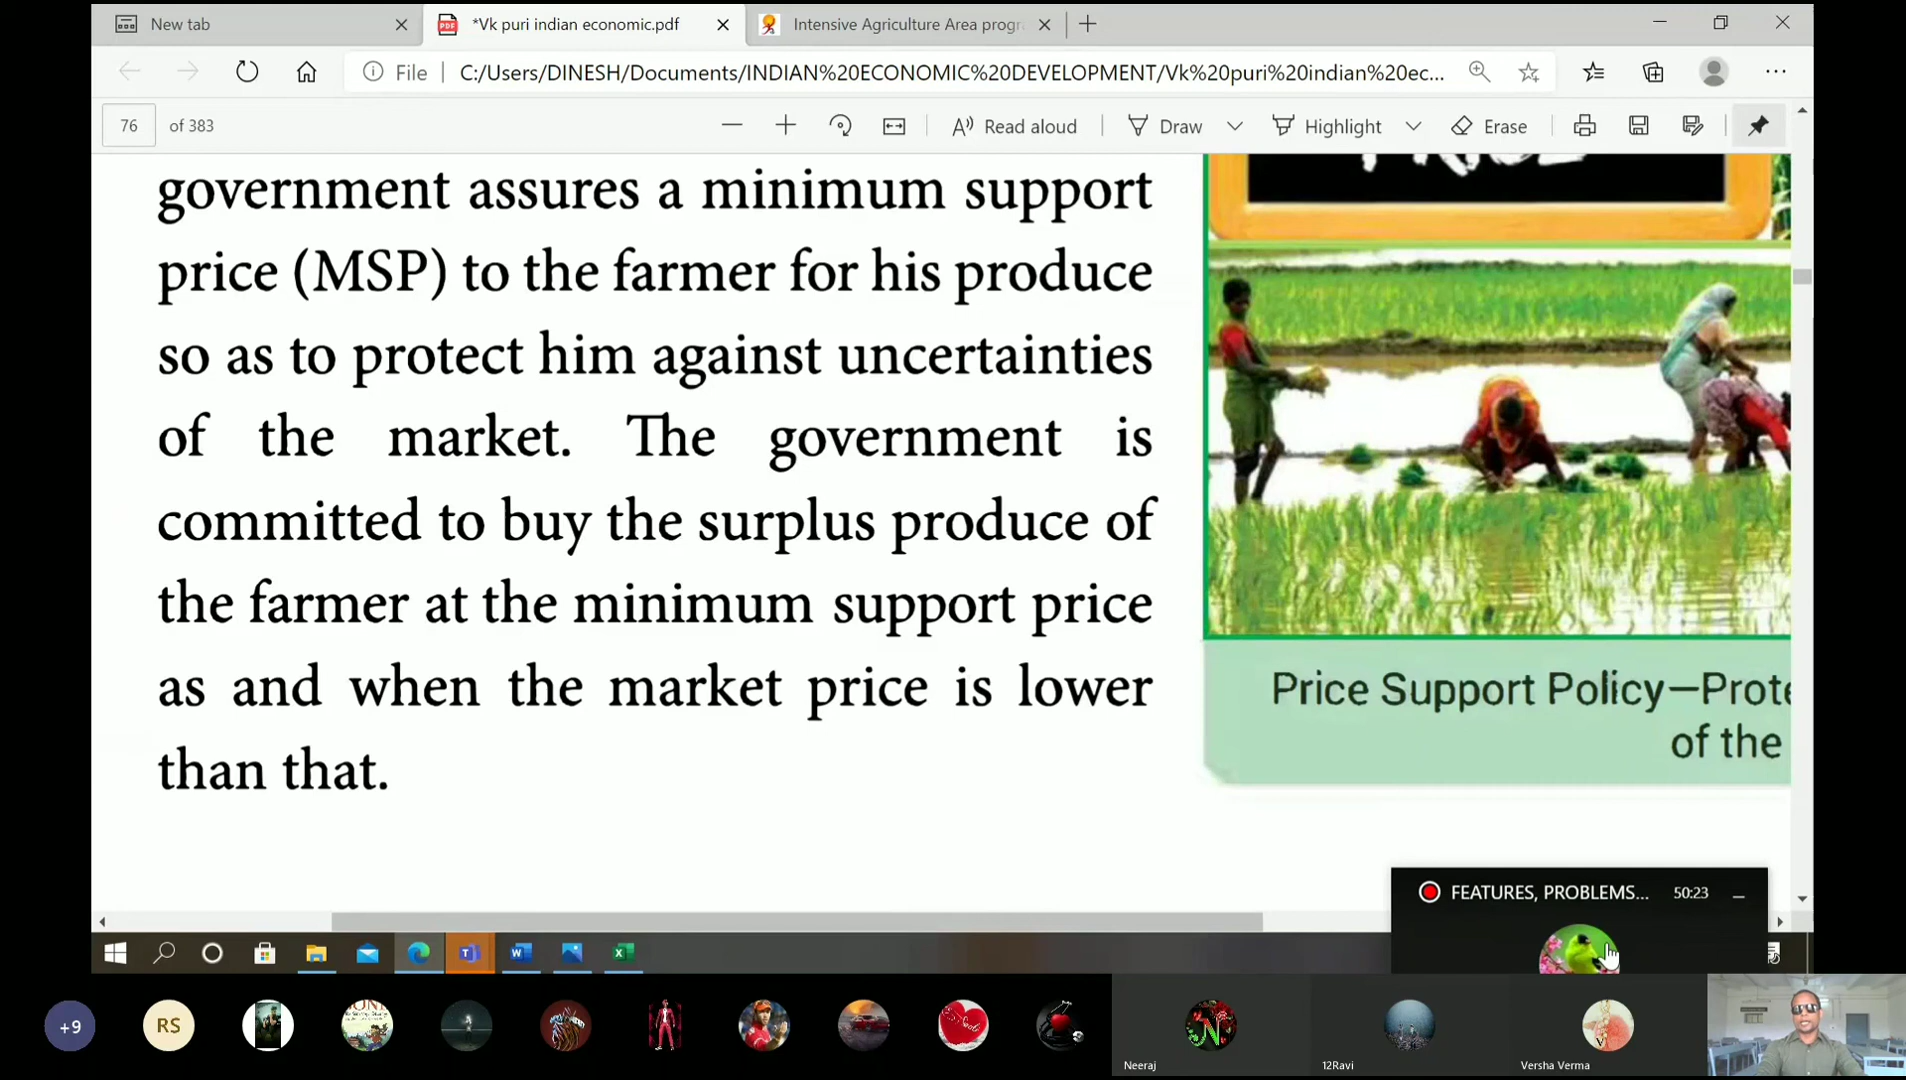 New tab
*Vk puri indian economic.pdf
Intensive Agriculture Area progr
File
C:/Users/DINESH/Documents/INDIAN%20ECONOMIC%20DEVELOPMENT/Vk%20puri%20indian%20ec...
76 of 383
Read aloud
Draw
Highlight
Erase
government assures a minimum support
price (MSP) to the farmer for his produce
so as to protect him against uncertainties
of the market. The government is
committed to buy the surplus produce of
the farmer at the minimum support price
as and when the market price is lower
than that.
Price Support Policy—Prote
of the
FEATURES, PROBLEMS...
50:23
+9
RS
Neeraj
12Ravi
Versha Verma